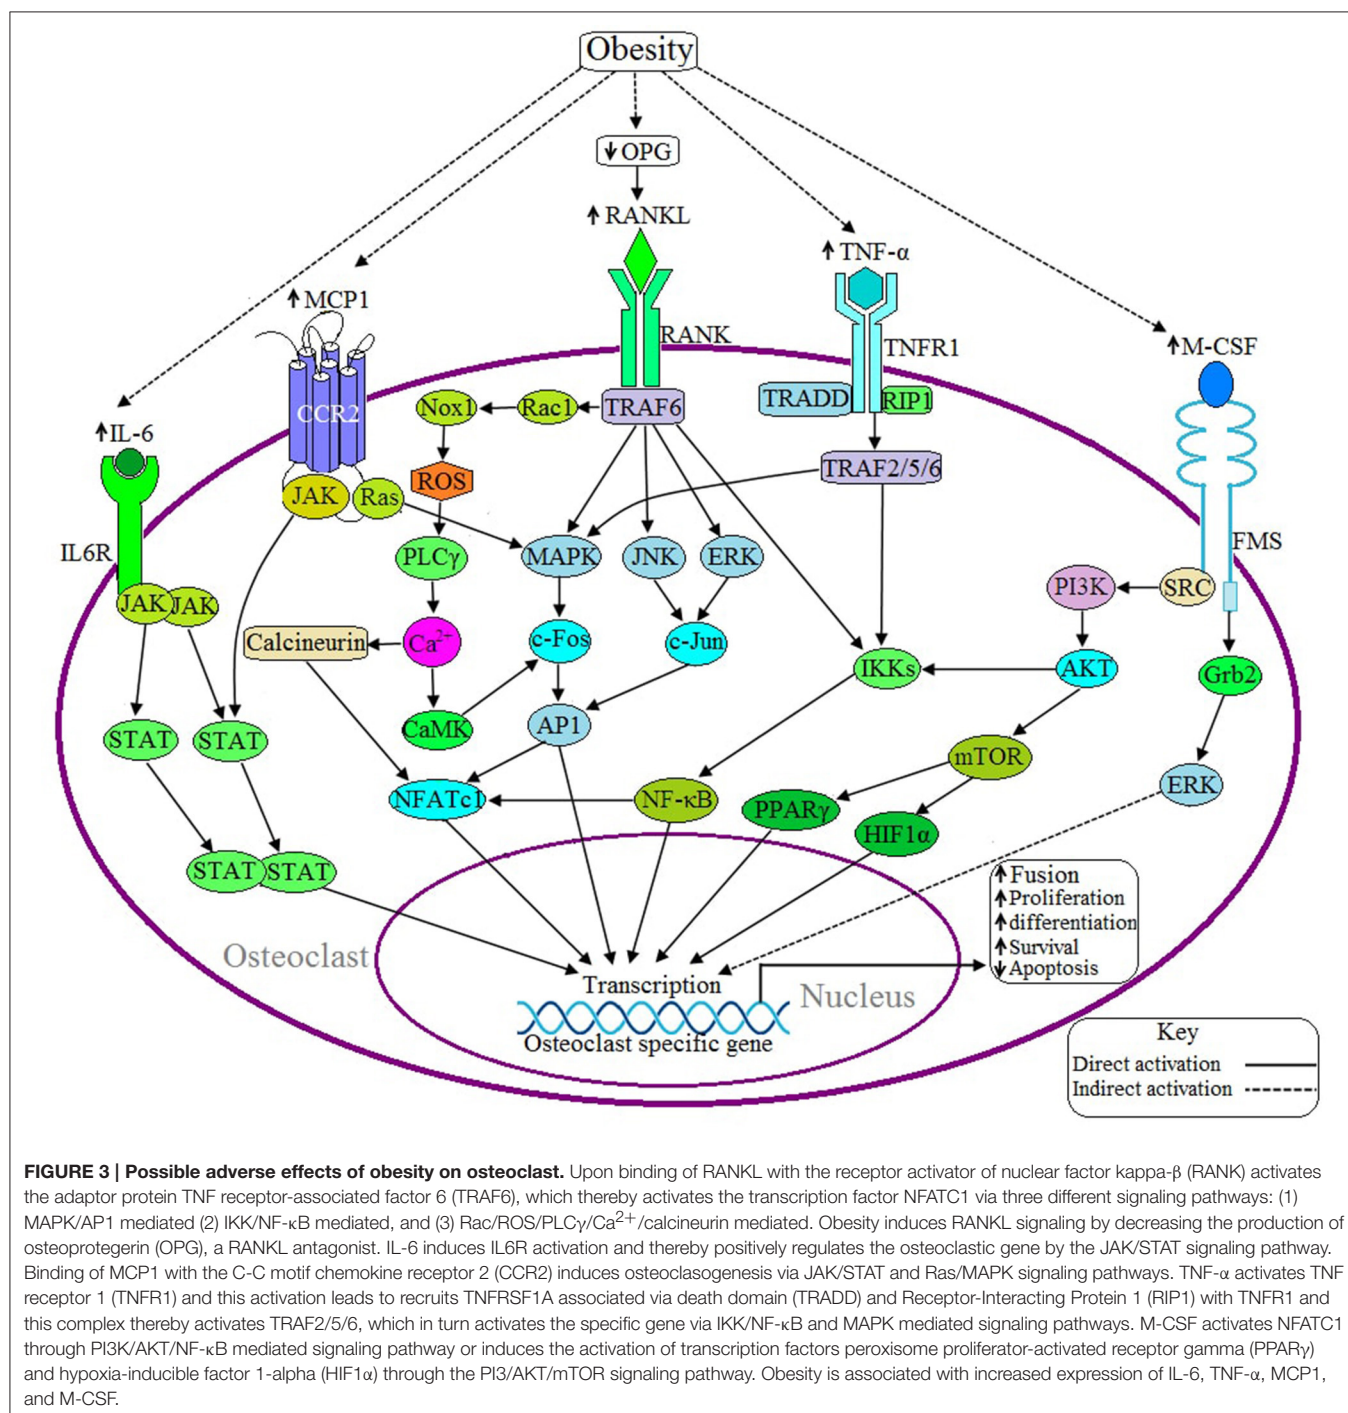 Obesity
OPG
RANKL
TNF-α
MCP1
RANK
TNFR1
M-CSF
CCR2
Nox1
Rac1
TRAF6
TRADD
RIP1
IL-6
ROS
TRAF2/5/6
JAK
Ras
IL6R
PLCγ
MAPK
JNK
ERK
FMS
PI3K
SRC
JAK
JAK
Calcineurin
Ca2+
c-Fos
c-Jun
IKKs
AKT
Grb2
STAT
STAT
CaMK
AP1
mTOR
ERK
NFATc1
NF-κB
PPARγ
HIF1α
STAT
STAT
Fusion
Proliferation
differentiation
Survival
Apoptosis
Osteoclast
Transcription
Nucleus
Osteoclast specific gene
Key
Direct activation
Indirect activation
FIGURE 3 | Possible adverse effects of obesity on osteoclast. Upon binding of RANKL with the receptor activator of nuclear factor kappa-β (RANK) activates
the adaptor protein TNF receptor-associated factor 6 (TRAF6), which thereby activates the transcription factor NFATC1 via three different signaling pathways: (1)
MAPK/AP1 mediated (2) IKK/NF-κB mediated, and (3) Rac/ROS/PLCγ/Ca2+/calcineurin mediated. Obesity induces RANKL signaling by decreasing the production of
osteoprotegerin (OPG), a RANKL antagonist. IL-6 induces IL6R activation and thereby positively regulates the osteoclastic gene by the JAK/STAT signaling pathway.
Binding of MCP1 with the C-C motif chemokine receptor 2 (CCR2) induces osteoclasogenesis via JAK/STAT and Ras/MAPK signaling pathways. TNF-α activates TNF
receptor 1 (TNFR1) and this activation leads to recruits TNFRSF1A associated via death domain (TRADD) and Receptor-Interacting Protein 1 (RIP1) with TNFR1 and
this complex thereby activates TRAF2/5/6, which in turn activates the specific gene via IKK/NF-κB and MAPK mediated signaling pathways. M-CSF activates NFATC1
through PI3K/AKT/NF-κB mediated signaling pathway or induces the activation of transcription factors peroxisome proliferator-activated receptor gamma (PPARγ)
and hypoxia-inducible factor 1-alpha (HIF1α) through the PI3/AKT/mTOR signaling pathway. Obesity is associated with increased expression of IL-6, TNF-α, MCP1,
and M-CSF.